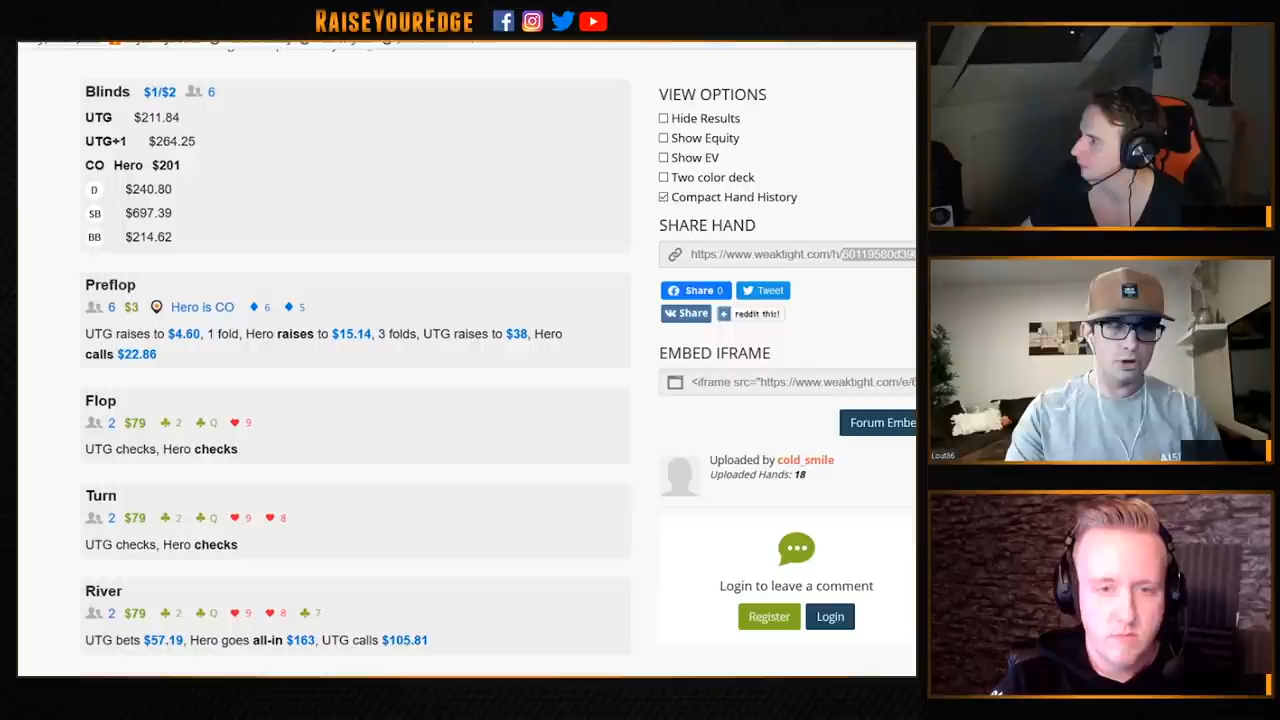 RAISEYOUREDGE
Blinds $1/$2 6
UTG $211.84
UTG+1 $264.25
CO Hero $201
D $240.80
SB $697.39
BB $214.62
Preflop
6 $3 Hero is CO 6 5
UTG raises to $4.60, 1 fold, Hero raises to $15.14, 3 folds, UTG raises to $38, Hero
calls $22.86
Flop
2 $79 2 Q 9
UTG checks, Hero checks
Turn
2 $79 2 Q 9 8
UTG checks, Hero checks
River
2 $79 2 Q 9 8 7
UTG bets $57.19, Hero goes all-in $163, UTG calls $105.81
VIEW OPTIONS
Hide Results
Show Equity
Show EV
Two color deck
Compact Hand History
SHARE HAND
https://www.weaktight.com/h/60119580d39
Share 0 Tweet
Share reddit this!
EMBED IFRAME
<iframe src="https://www.weaktight.com/e/6
Forum Embe
Uploaded by cold_smile
Uploaded Hands: 18
Login to leave a comment
Register Login
Lout86